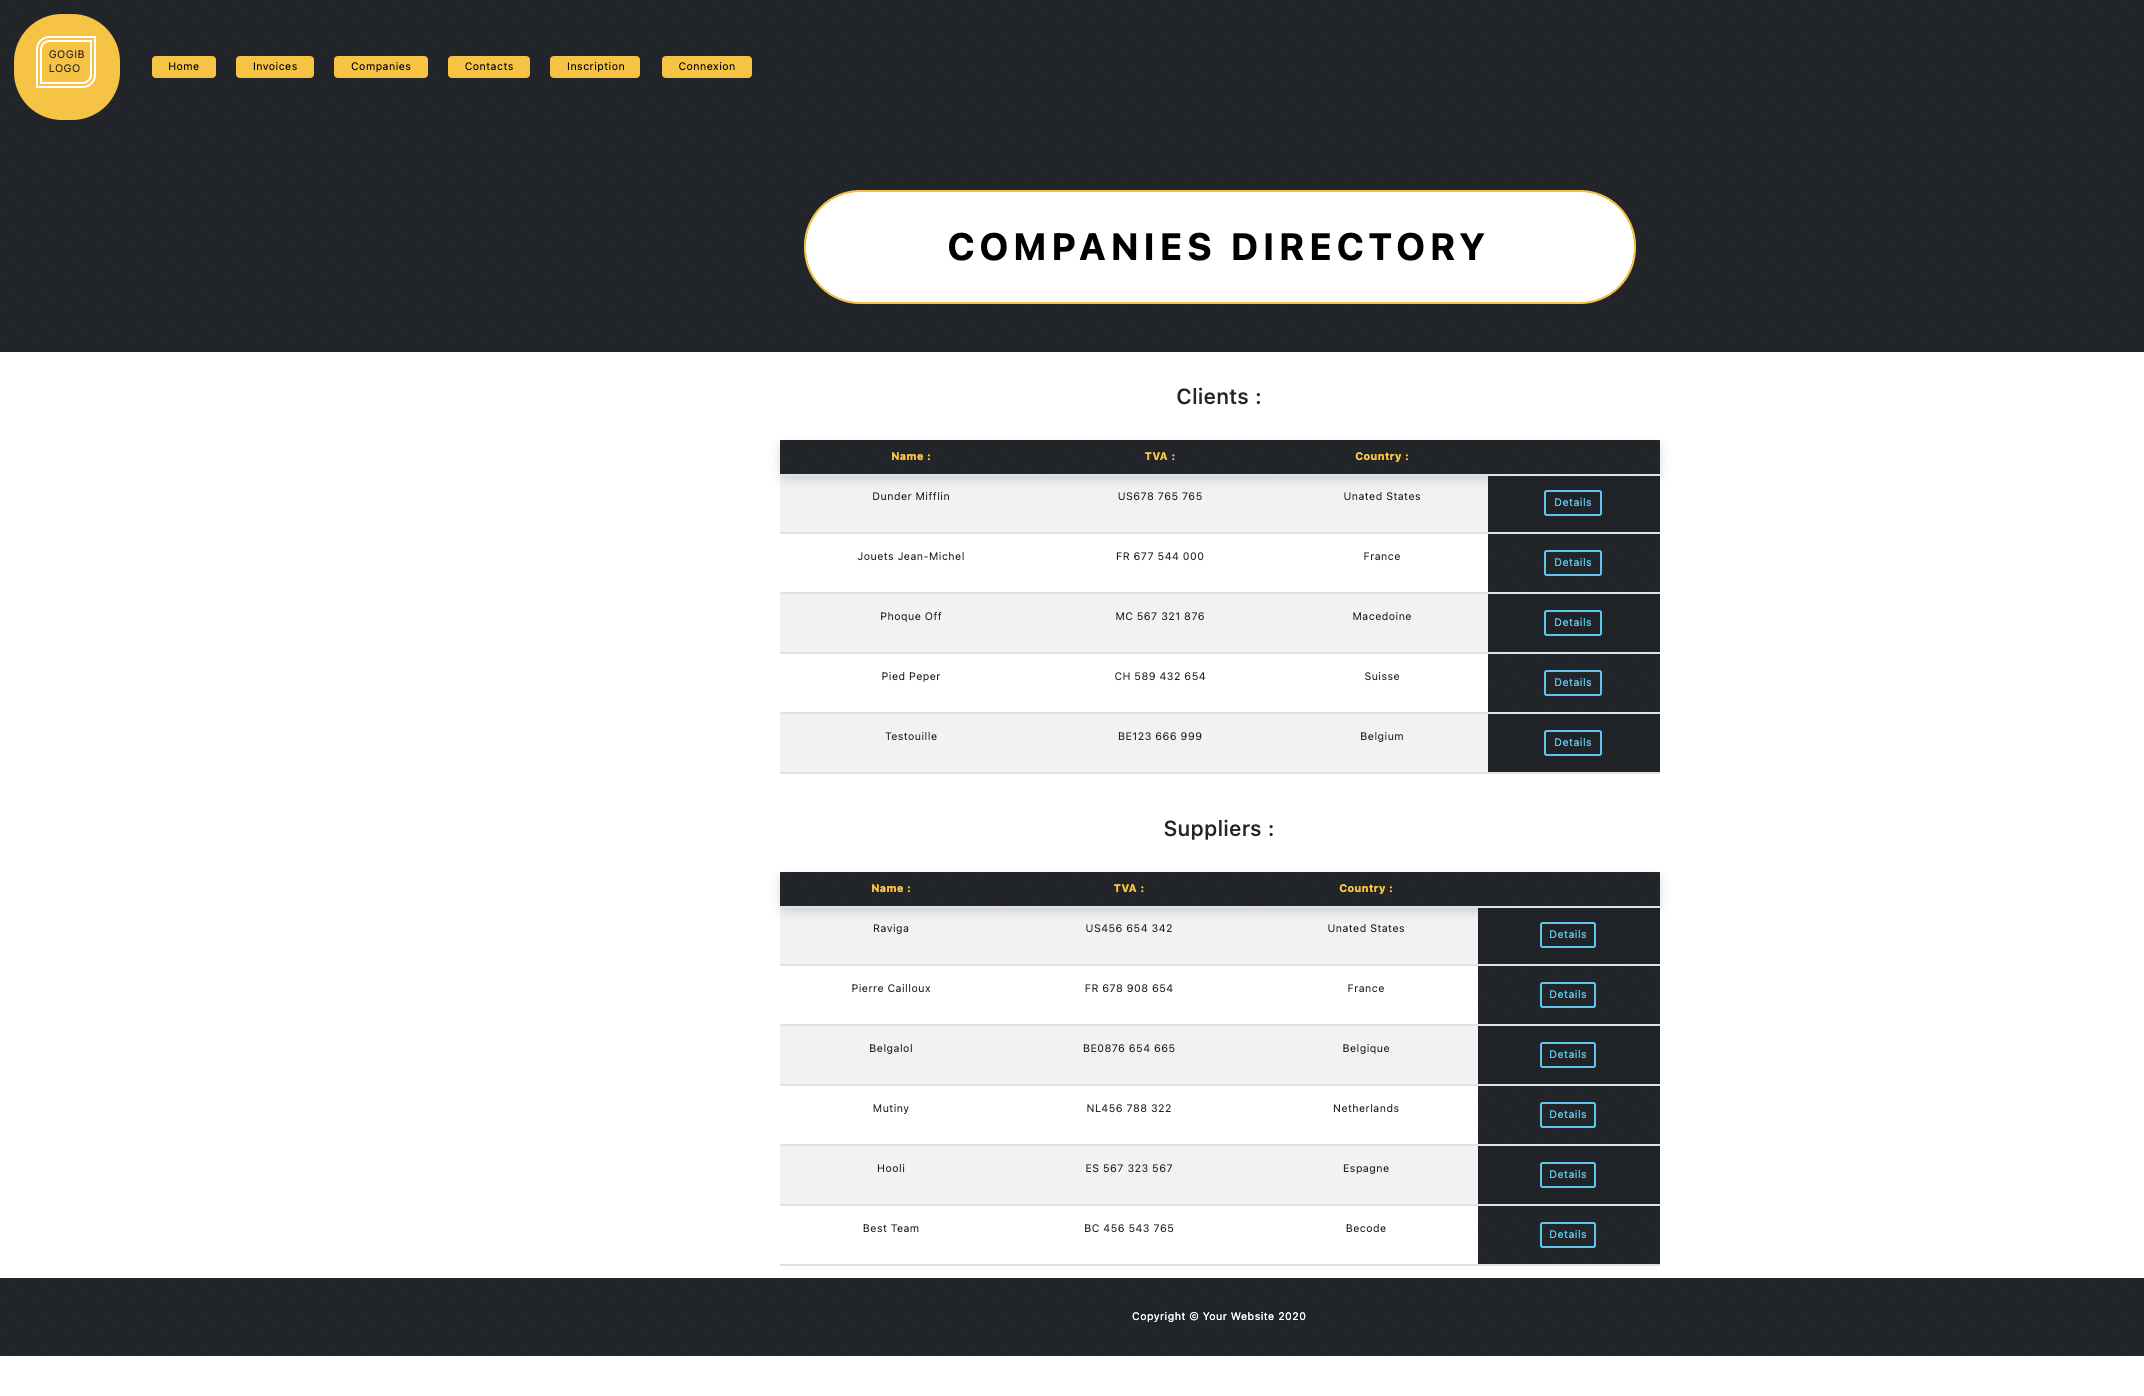 GOGIB
LOGO
Home Invoices Companies Contacts Inscription Connexion
COMPANIES DIRECTORY
Clients :
Name : TVA : Country :
Dunder Mifflin US678 765 765 Unated States Details
Jouets Jean-Michel FR 677 544 000 France Details
Phoque Off MC 567 321 876 Macedoine Details
Pied Peper CH 589 432 654 Suisse Details
Testouille BE123 666 999 Belgium Details
Suppliers :
Name : TVA : Country :
Raviga US456 654 342 Unated States Details
Pierre Cailloux FR 678 908 654 France Details
Belgalol BE0876 654 665 Belgique Details
Mutiny NL456 788 322 Netherlands Details
Hooli ES 567 323 567 Espagne Details
Best Team BC 456 543 765 Becode Details
Copyright © Your Website 2020